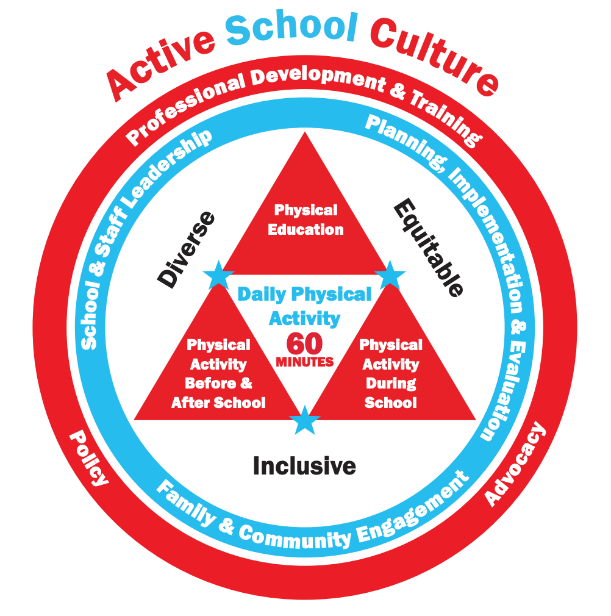 Active School Culture
Professional Development & Training
School & Staff Leadership
Planning, Implementation & Evaluation
Diverse
Equitable
Physical
Education
Daily Physical
Activity
60
MINUTES
Physical
Activity
Before &
After School
Physical
Activity
During
School
Inclusive
Policy
Advocacy
Family & Community Engagement